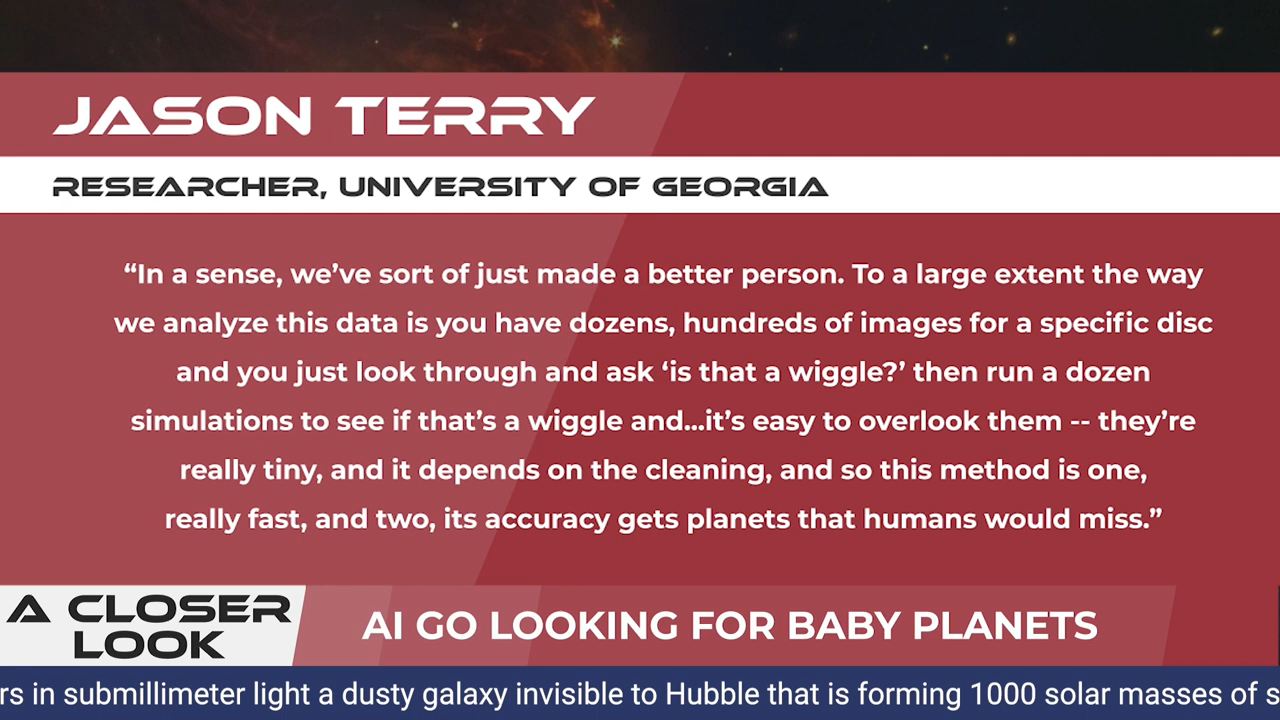 JASON TERRY
RESEARCHER, UNIVERSITY OF GEORGIA
“In a sense, we’ve sort of just made a better person. To a large extent the way
we analyze this data is you have dozens, hundreds of images for a specific disc
and you just look through and ask ‘is that a wiggle?’ then run a dozen
simulations to see if that’s a wiggle and...it’s easy to overlook them -- they’re
really tiny, and it depends on the cleaning, and so this method is one,
really fast, and two, its accuracy gets planets that humans would miss.”
A CLOSER
LOOK
AI GO LOOKING FOR BABY PLANETS
rs in submillimeter light a dusty galaxy invisible to Hubble that is forming 1000 solar masses of s